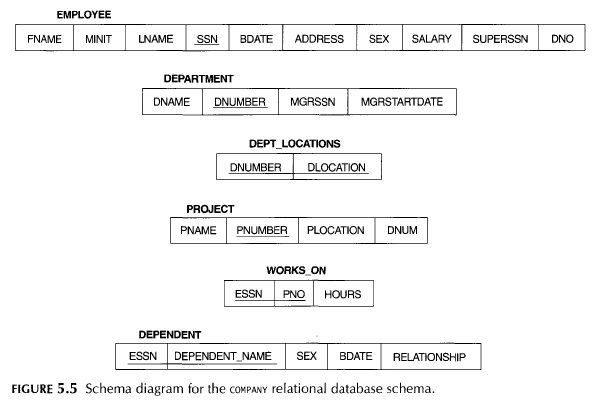 EMPLOYEE
FNAME MINIT LNAME SSN BDATE ADDRESS SEX SALARY SUPERSSN DNO
DEPARTMENT
DNAME DNUMBER MGRSSN MGRSTARTDATE
DEPT_LOCATIONS
DNUMBER DLOCATION
PROJECT
PNAME PNUMBER PLOCATION DNUM
WORKS_ON
ESSN PNO HOURS
DEPENDENT
ESSN DEPENDENT_NAME SEX BDATE RELATIONSHIP
FIGURE 5.5 Schema diagram for the COMPANY relational database schema.